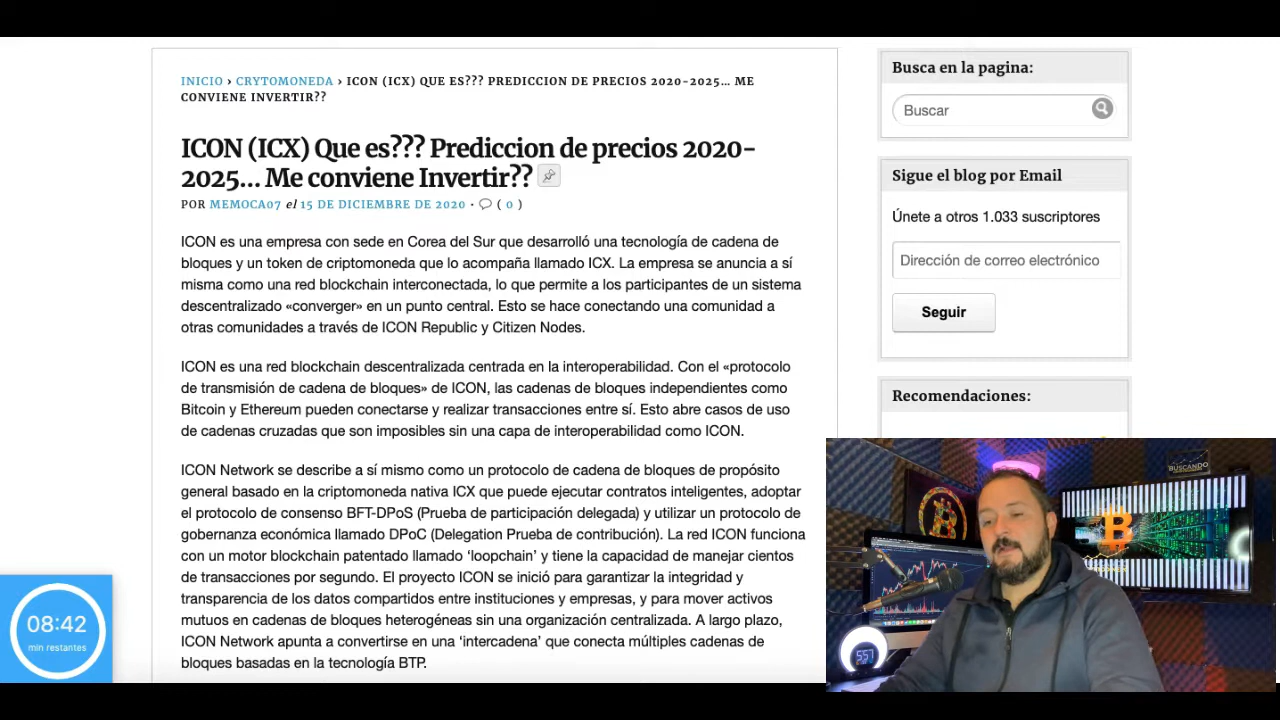 INICIO › CRYTOMONEDA › ICON (ICX) QUE ES??? PREDICCION DE PRECIOS 2020-2025… ME
CONVIENE INVERTIR??
ICON (ICX) Que es??? Prediccion de precios 2020-
2025… Me conviene Invertir??
POR MEMOCA07 el 15 DE DICIEMBRE DE 2020 · ( 0 )
ICON es una empresa con sede en Corea del Sur que desarrolló una tecnología de cadena de
bloques y un token de criptomoneda que lo acompaña llamado ICX. La empresa se anuncia a sí
misma como una red blockchain interconectada, lo que permite a los participantes de un sistema
descentralizado «converger» en un punto central. Esto se hace conectando una comunidad a
otras comunidades a través de ICON Republic y Citizen Nodes.
ICON es una red blockchain descentralizada centrada en la interoperabilidad. Con el «protocolo
de transmisión de cadena de bloques» de ICON, las cadenas de bloques independientes como
Bitcoin y Ethereum pueden conectarse y realizar transacciones entre sí. Esto abre casos de uso
de cadenas cruzadas que son imposibles sin una capa de interoperabilidad como ICON.
ICON Network se describe a sí mismo como un protocolo de cadena de bloques de propósito
general basado en la criptomoneda nativa ICX que puede ejecutar contratos inteligentes, adoptar
el protocolo de consenso BFT-DPoS (Prueba de participación delegada) y utilizar un protocolo de
gobernanza económica llamado DPoC (Delegation Prueba de contribución). La red ICON funciona
con un motor blockchain patentado llamado ‘loopchain’ y tiene la capacidad de manejar cientos
de transacciones por segundo. El proyecto ICON se inició para garantizar la integridad y
transparencia de los datos compartidos entre instituciones y empresas, y para mover activos
mutuos en cadenas de bloques heterogéneas sin una organización centralizada. A largo plazo,
ICON Network apunta a convertirse en una ‘intercadena’ que conecta múltiples cadenas de
bloques basadas en la tecnología BTP.
Busca en la pagina:
Buscar
Sigue el blog por Email
Únete a otros 1.033 suscriptores
Dirección de correo electrónico
Seguir
Recomendaciones:
BUSCANDO
557
08:42
min restantes